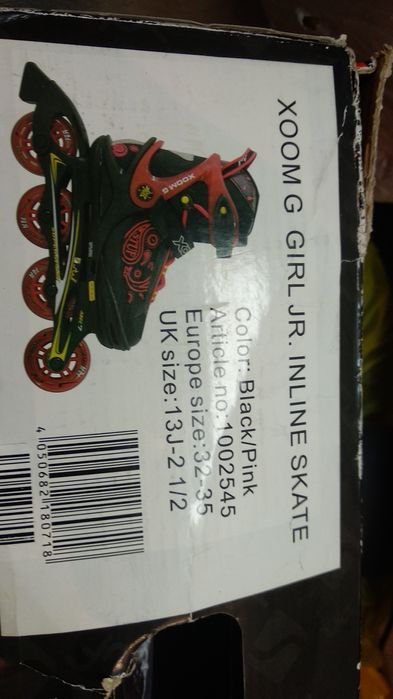 XOOM G GIRL JR. INLINE SKATE
XOOM G
Color: Black/Pink
Article no:1002545
Europe size:32-35
UK size:13J-2 1/2
4 050682 180718